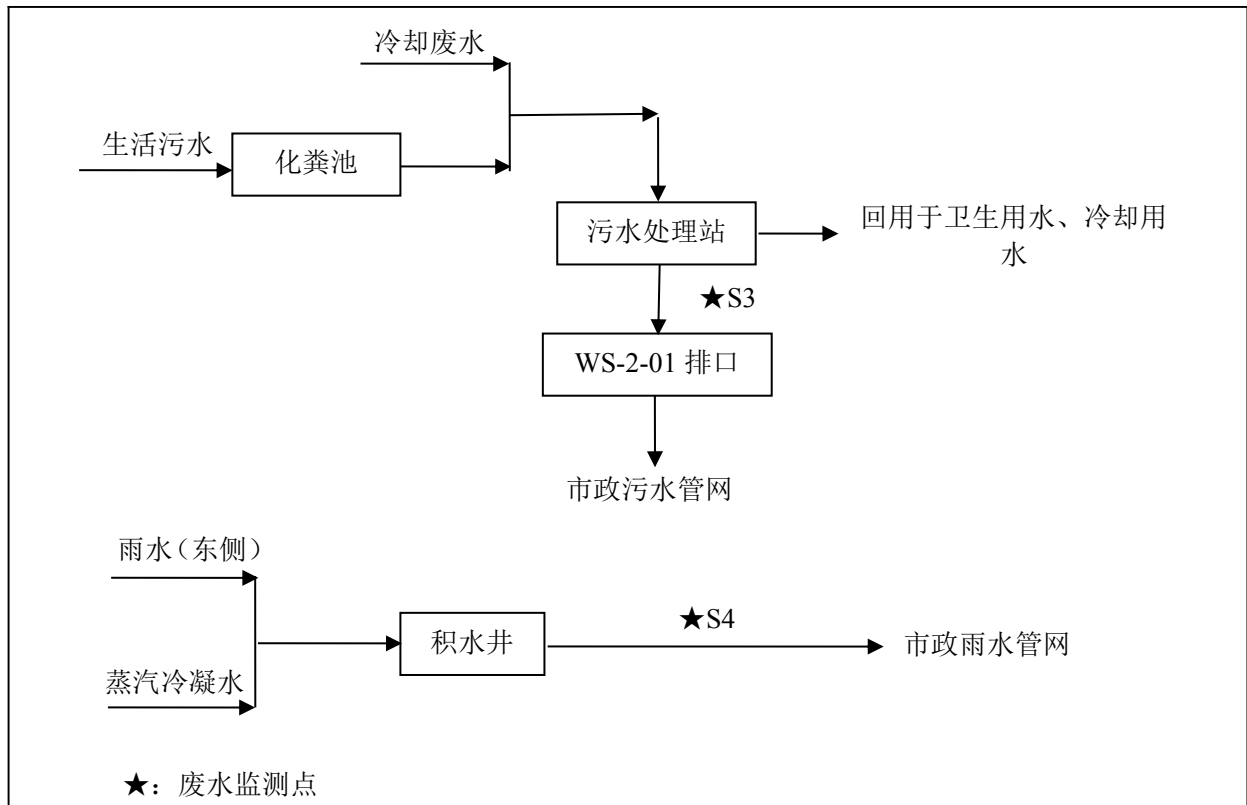 冷却废水
生活污水
化粪池
污水处理站
回用于卫生用水、冷却用
水
★S3
WS-2-01 排口
市政污水管网
雨水（东侧）
★S4
积水井
市政雨水管网
蒸汽冷凝水
★：废水监测点